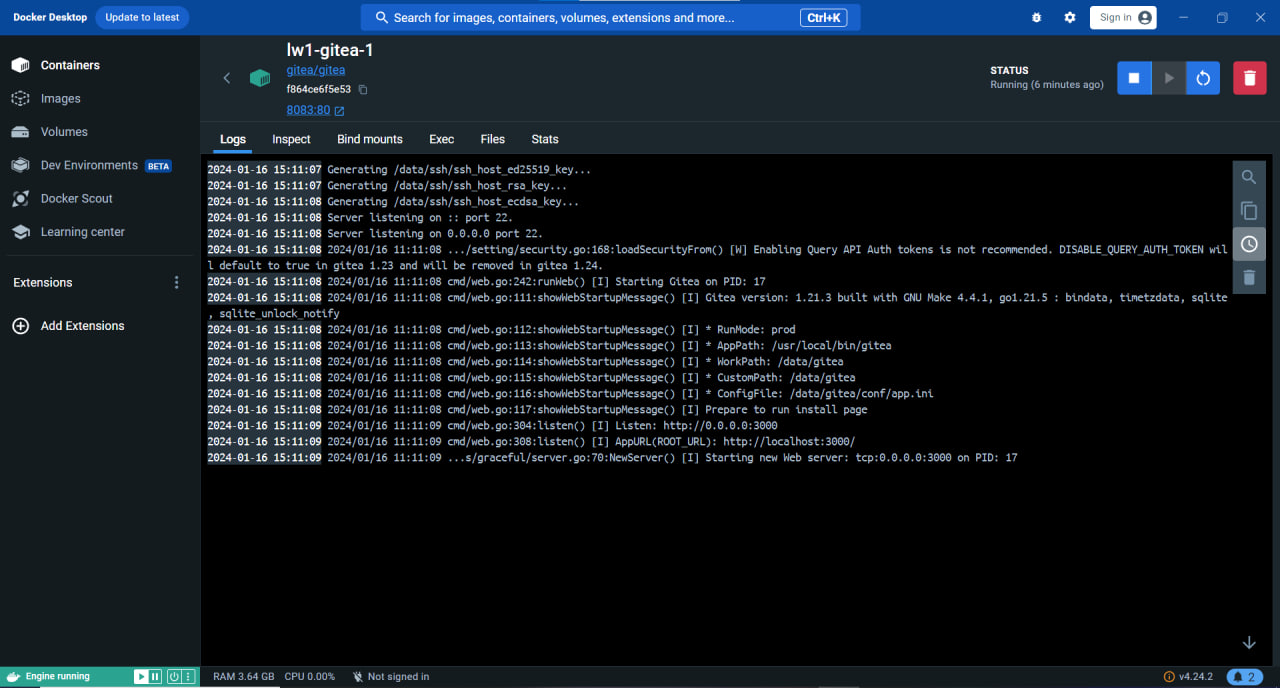 Docker Desktop
Update to latest
Search for images, containers, volumes, extensions and more...
Ctrl+K
Sign in
Containers
Images
Volumes
Dev Environments BETA
Docker Scout
Learning center
Extensions
Add Extensions
lw1-gitea-1
gitea/gitea
f864ce6f5e53
8083:80
STATUS
Running (6 minutes ago)
Logs
Inspect
Bind mounts
Exec
Files
Stats
2024-01-16 15:11:07 Generating /data/ssh/ssh_host_ed25519_key...
2024-01-16 15:11:07 Generating /data/ssh/ssh_host_rsa_key...
2024-01-16 15:11:08 Generating /data/ssh/ssh_host_ecdsa_key...
2024-01-16 15:11:08 Server listening on :: port 22.
2024-01-16 15:11:08 Server listening on 0.0.0.0 port 22.
2024-01-16 15:11:08 2024/01/16 11:11:08 .../setting/security.go:168:loadSecurityFrom() [W] Enabling Query API Auth tokens is not recommended. DISABLE_QUERY_AUTH_TOKEN wil
l default to true in gitea 1.23 and will be removed in gitea 1.24.
2024-01-16 15:11:08 2024/01/16 11:11:08 cmd/web.go:242:runWeb() [I] Starting Gitea on PID: 17
2024-01-16 15:11:08 2024/01/16 11:11:08 cmd/web.go:111:showWebStartupMessage() [I] Gitea version: 1.21.3 built with GNU Make 4.4.1, go1.21.5 : bindata, timetzdata, sqlite
, sqlite_unlock_notify
2024-01-16 15:11:08 2024/01/16 11:11:08 cmd/web.go:112:showWebStartupMessage() [I] * RunMode: prod
2024-01-16 15:11:08 2024/01/16 11:11:08 cmd/web.go:113:showWebStartupMessage() [I] * AppPath: /usr/local/bin/gitea
2024-01-16 15:11:08 2024/01/16 11:11:08 cmd/web.go:114:showWebStartupMessage() [I] * WorkPath: /data/gitea
2024-01-16 15:11:08 2024/01/16 11:11:08 cmd/web.go:115:showWebStartupMessage() [I] * CustomPath: /data/gitea
2024-01-16 15:11:08 2024/01/16 11:11:08 cmd/web.go:116:showWebStartupMessage() [I] * ConfigFile: /data/gitea/conf/app.ini
2024-01-16 15:11:08 2024/01/16 11:11:08 cmd/web.go:117:showWebStartupMessage() [I] Prepare to run install page
2024-01-16 15:11:09 2024/01/16 11:11:09 cmd/web.go:304:listen() [I] Listen: http://0.0.0.0:3000
2024-01-16 15:11:09 2024/01/16 11:11:09 cmd/web.go:308:listen() [I] AppURL(ROOT_URL): http://localhost:3000/
2024-01-16 15:11:09 2024/01/16 11:11:09 ...s/graceful/server.go:70:NewServer() [I] Starting new Web server: tcp:0.0.0.0:3000 on PID: 17
Engine running
RAM 3.64 GB
CPU 0.00%
Not signed in
v4.24.2
2